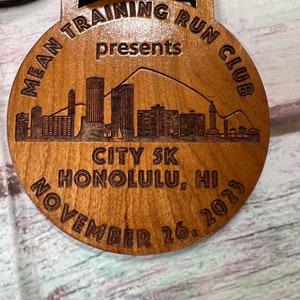 MEAN TRAINING RUN CLUB
presents
CITY 5K
HONOLULU, HI
NOVEMBER 26, 2023